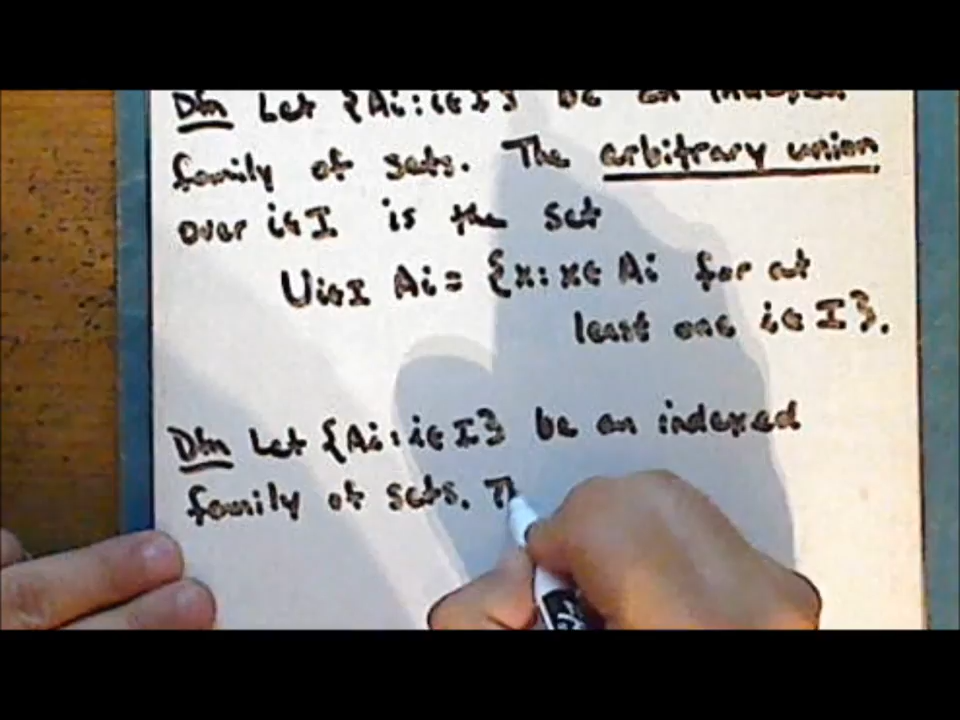 Dfn Let {Ai : i∈I} be an indexed
family of sets. The arbitrary union
over i∈I is the set
∪i∈I Ai = {x : x∈ Ai for at
least one i∈I}.
Dfn Let {Ai : i∈I} be an indexed
family of sets. Th